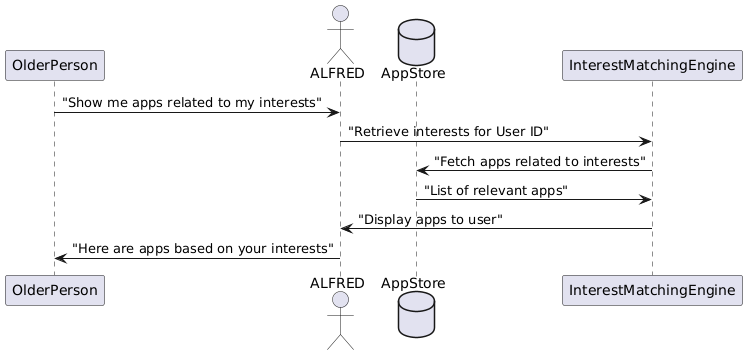 OlderPerson
ALFRED
AppStore
InterestMatchingEngine
"Show me apps related to my interests"
"Retrieve interests for User ID"
"Fetch apps related to interests"
"List of relevant apps"
"Display apps to user"
"Here are apps based on your interests"
OlderPerson
ALFRED
AppStore
InterestMatchingEngine